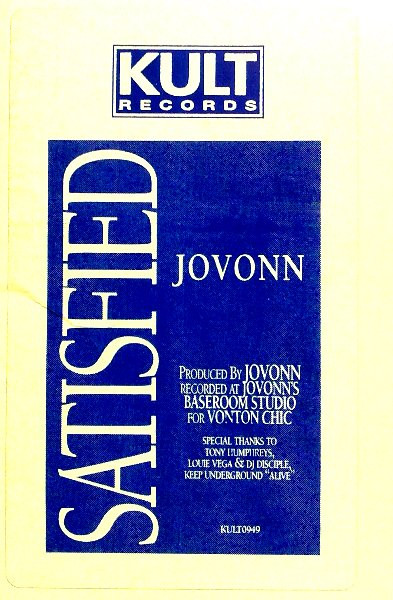 KULT
RECORDS
SATISFIED
JOVONN
PRODUCED BY JOVONN
RECORDED AT JOVONN'S
BASEROOM STUDIO
FOR VONTON CHIC
SPECIAL THANKS TO
TONY HUMPHREYS,
LOUIE VEGA & DJ DISCIPLE,
KEEP UNDERGROUND "ALIVE"
KULT0949